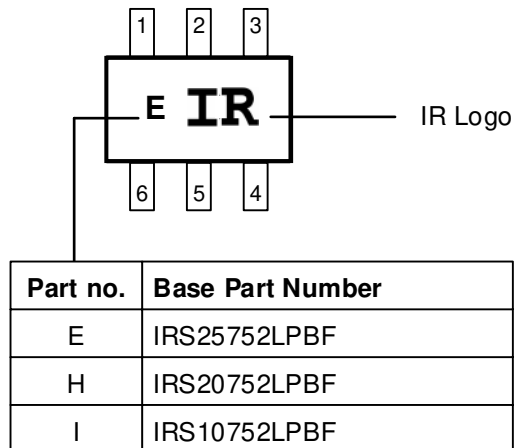 1 2 3
E IR IR Logo
6 5 4
Part no. Base Part Number
E IRS25752LPBF
H IRS20752LPBF
I IRS10752LPBF